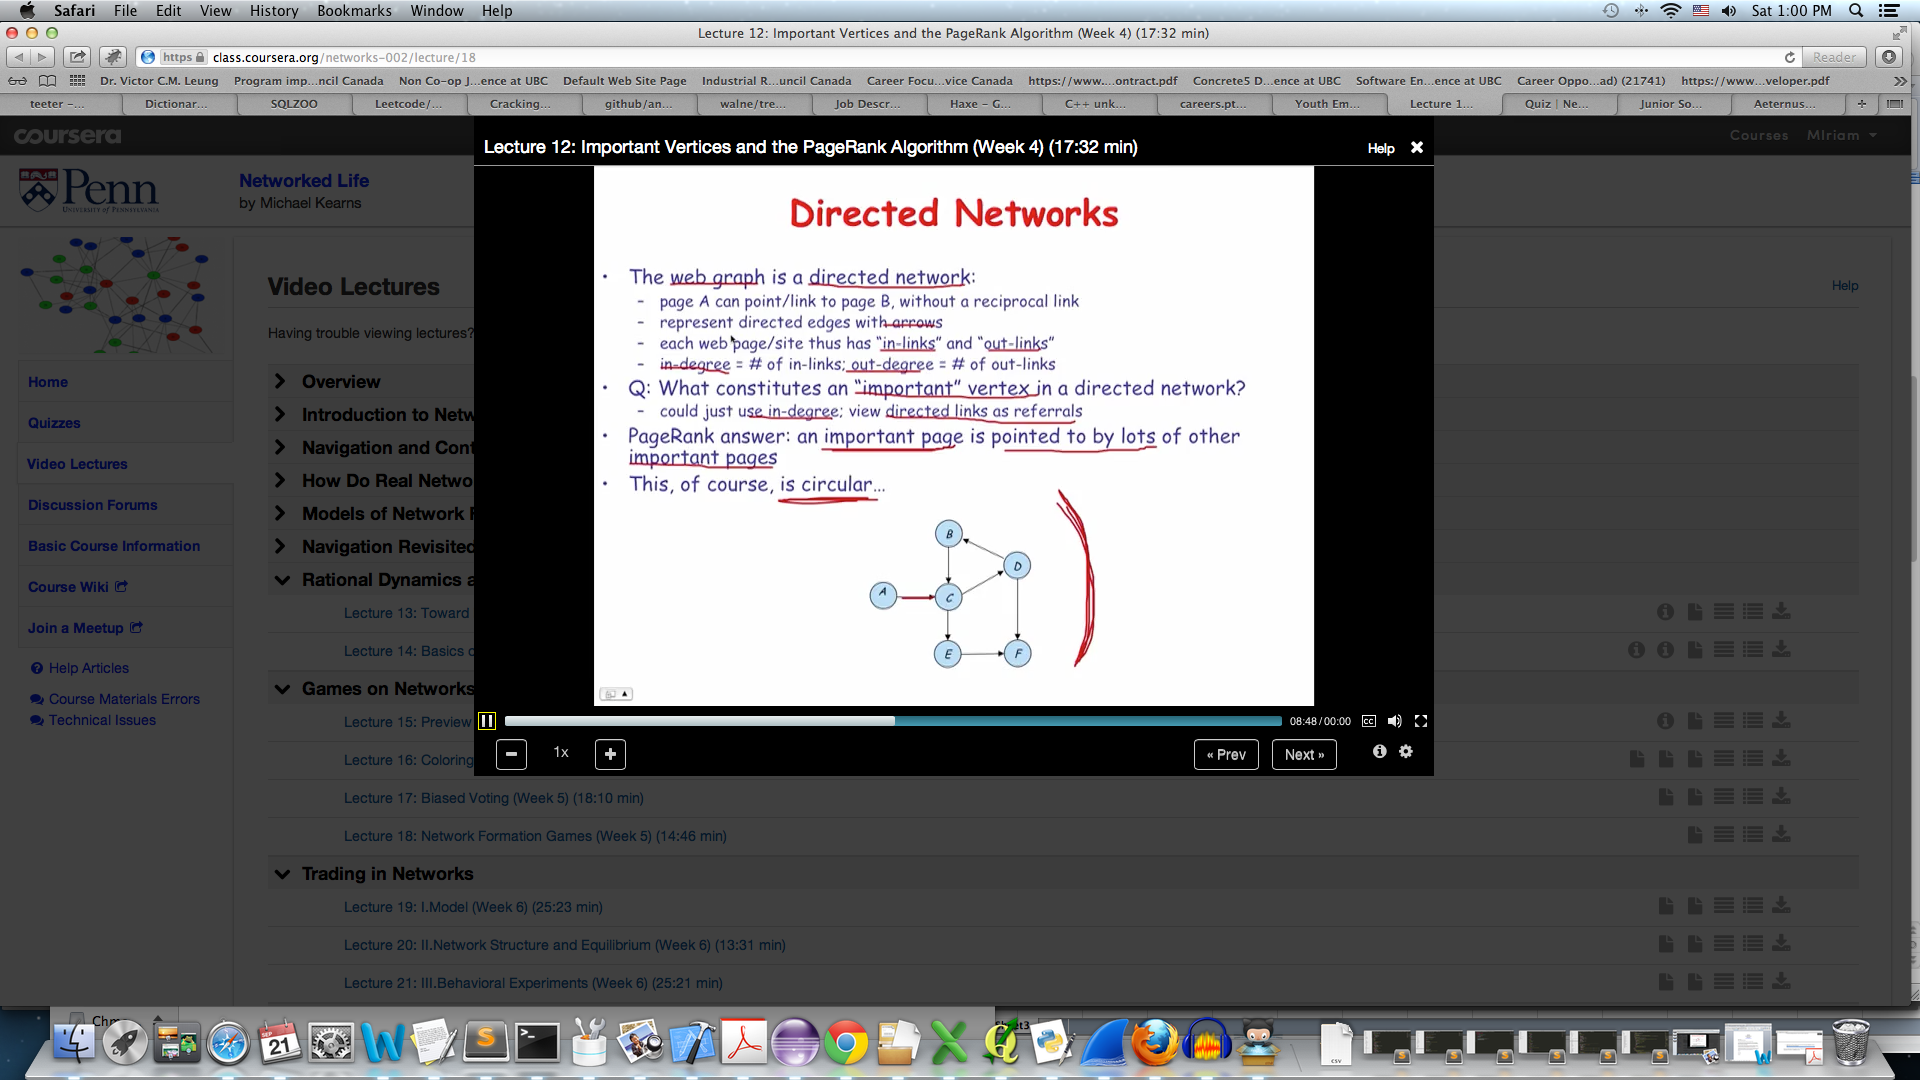 Safari File Edit View History Bookmarks Window Help Sat 1:00 PM
Lecture 12: Important Vertices and the PageRank Algorithm (Week 4) (17:32 min)
https class.coursera.org/networks-002/lecture/18 Reader
Dr. Victor C.M. Leung Program imp...ncil Canada Non Co-op J...ence at UBC Default Web Site Page Industrial R...uncil Canada Career Focu...vice Canada https://www...ontract.pdf Concrete5 D...ence at UBC Software En...ence at UBC Career Oppo...ad) (21741) https://www...veloper.pdf
teeter -... Dictionar... SQLZOO Leetcode/... Cracking... github/an... walne/tre... Job Descr... Haxe - G... C++ unk... careers.pt... Youth Em... Lecture 1... Quiz | Ne... Junior So... Aeternus...
coursera Courses MIriam
Lecture 12: Important Vertices and the PageRank Algorithm (Week 4) (17:32 min) Help
Penn
UNIVERSITY OF PENNSYLVANIA
Networked Life
by Michael Kearns
Home
Quizzes
Video Lectures
Discussion Forums
Basic Course Information
Course Wiki
Join a Meetup
Help Articles
Course Materials Errors
Technical Issues
Video Lectures
Help
Having trouble viewing lectures?
Overview
Introduction to Netw
Navigation and Cont
How Do Real Netwo
Models of Network F
Navigation Revisited
Rational Dynamics a
Lecture 13: Toward
Lecture 14: Basics o
Games on Networks
Lecture 15: Preview
Lecture 16: Coloring
Lecture 17: Biased Voting (Week 5) (18:10 min)
Lecture 18: Network Formation Games (Week 5) (14:46 min)
Trading in Networks
Lecture 19: I.Model (Week 6) (25:23 min)
Lecture 20: II.Network Structure and Equilibrium (Week 6) (13:31 min)
Lecture 21: III.Behavioral Experiments (Week 6) (25:21 min)
Directed Networks
• The web graph is a directed network:
- page A can point/link to page B, without a reciprocal link
- represent directed edges with arrows
- each web page/site thus has “in-links” and “out-links”
- in-degree = # of in-links; out-degree = # of out-links
• Q: What constitutes an “important” vertex in a directed network?
- could just use in-degree; view directed links as referrals
• PageRank answer: an important page is pointed to by lots of other
important pages
• This, of course, is circular…
B
D
A
C
E
F
08:48/00:00 CC
1x
« Prev Next »
SEP
21
CSV